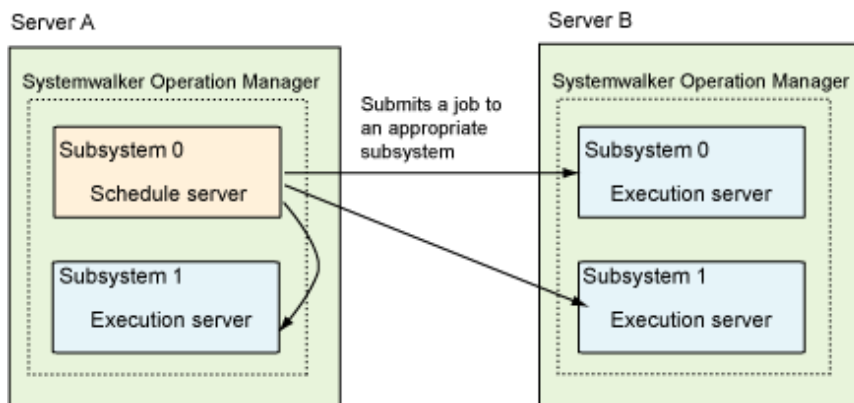 Server A
Systemwalker Operation Manager
Subsystem 0
Schedule server
Subsystem 1
Execution server
Submits a job to
an appropriate
subsystem
Server B
Systemwalker Operation Manager
Subsystem 0
Execution server
Subsystem 1
Execution server